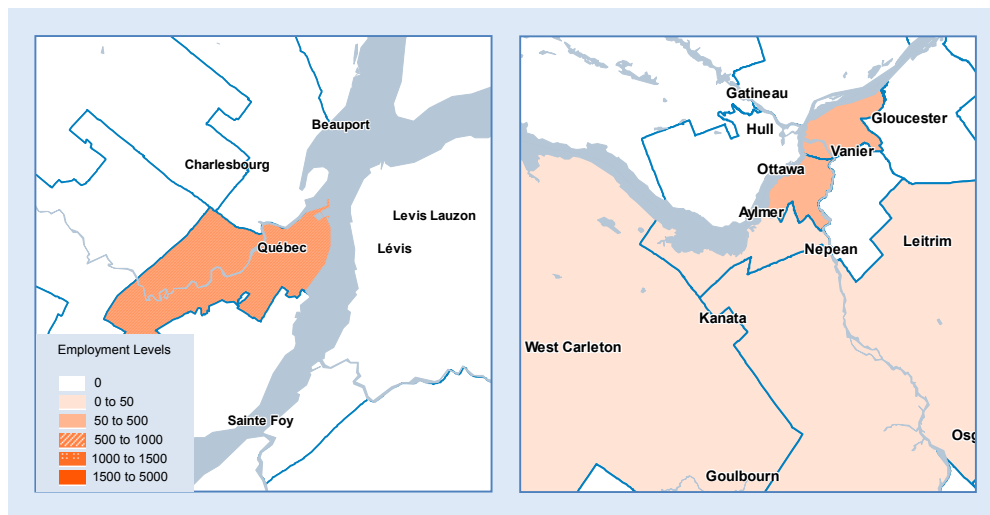 Beauport
Charlesbourg
Levis Lauzon
Québec
Lévis
Sainte Foy
Employment Levels
0
0 to 50
50 to 500
500 to 1000
1000 to 1500
1500 to 5000
Gatineau
Gloucester
Hull
Vanier
Ottawa
Aylmer
Leitrim
Nepean
Kanata
West Carleton
Osg
Goulbourn